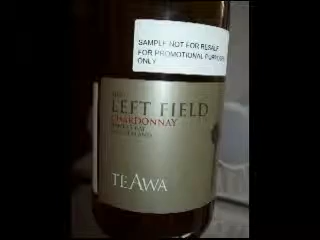 SAMPLE NOT FOR RESALE
FOR PROMOTIONAL PURPOSES
ONLY
LEFT FIELD
CHARDONNAY
TE AWA